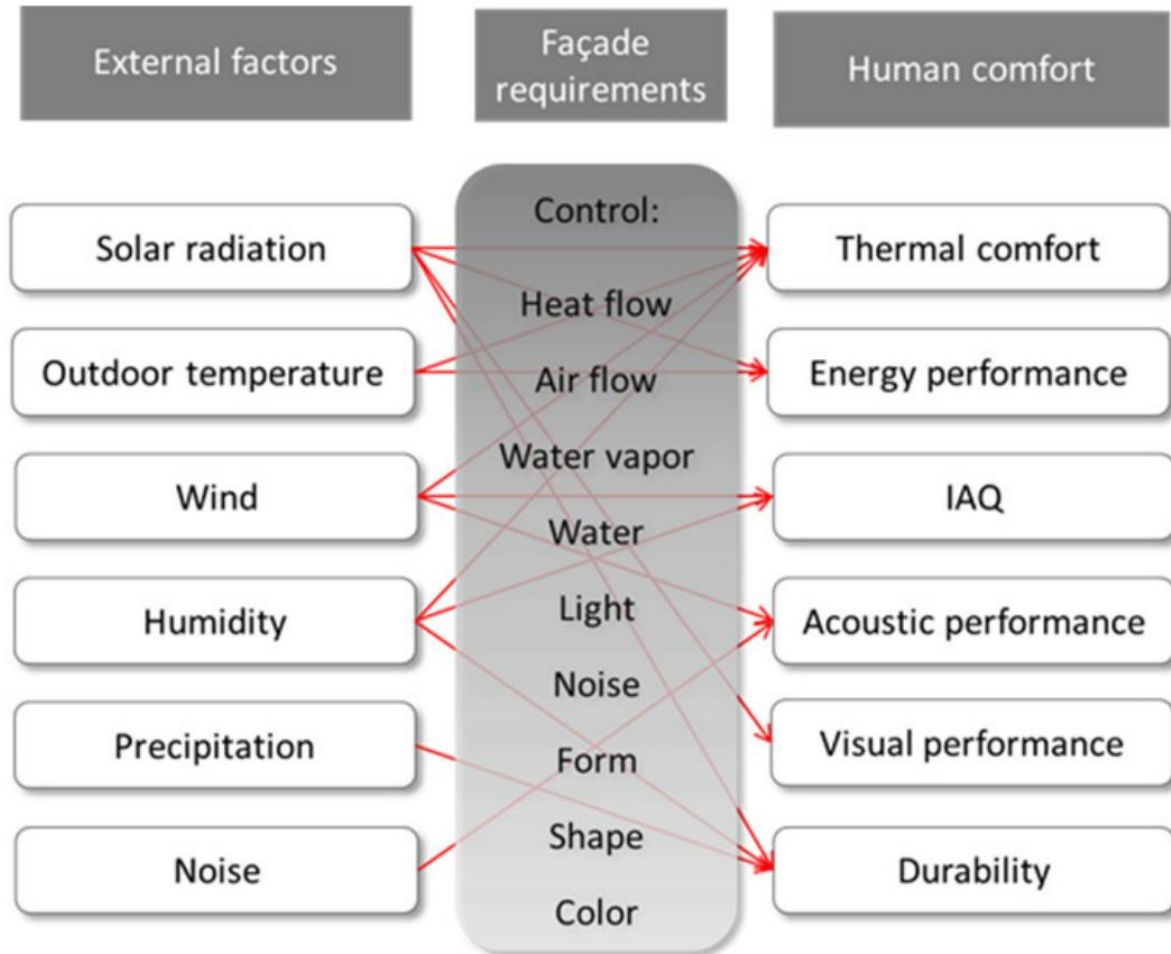 External factors
Façade
requirements
Human comfort
Solar radiation
Outdoor temperature
Wind
Humidity
Precipitation
Noise
Control:
Heat flow
Air flow
Water vapor
Water
Light
Noise
Form
Shape
Color
Thermal comfort
Energy performance
IAQ
Acoustic performance
Visual performance
Durability